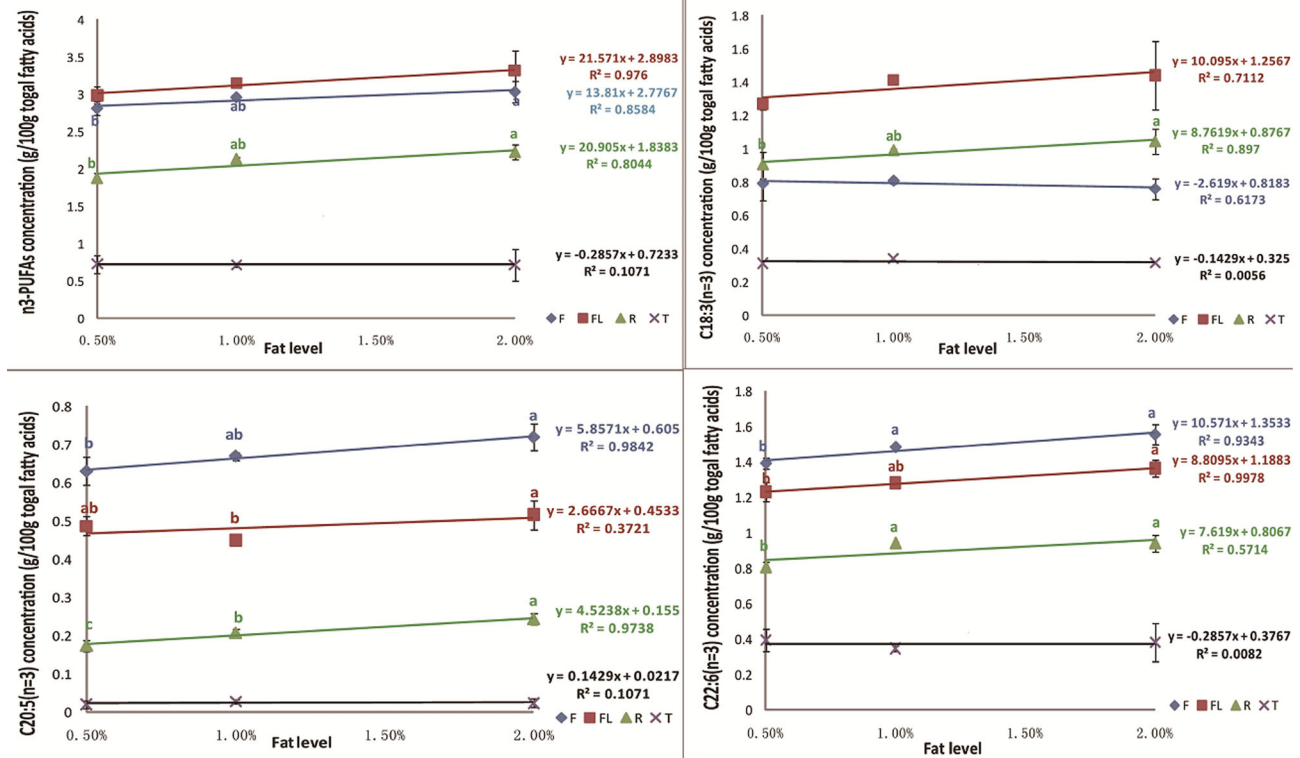 n3-PUFAs concentration (g/100g togal fatty acids)
4
3.5
3
2.5
2
1.5
1
0.5
0
b
ab
a
b
ab
a
y = 21.571x + 2.8983
R² = 0.976
y = 13.81x + 2.7767
R² = 0.8584
y = 20.905x + 1.8383
R² = 0.8044
y = -0.2857x + 0.7233
R² = 0.1071
F FL R T
0.50% 1.00% 1.50% 2.00%
Fat level
C18:3(n=3) concentration (g/100g togal fatty acids)
1.8
1.6
1.4
1.2
1
0.8
0.6
0.4
0.2
0
b
ab
a
y = 10.095x + 1.2567
R² = 0.7112
y = 8.7619x + 0.8767
R² = 0.897
y = -2.619x + 0.8183
R² = 0.6173
y = -0.1429x + 0.325
R² = 0.0056
F FL R T
0.50% 1.00% 1.50% 2.00%
Fat level
C20:5(n=3) concentration (g/100g togal fatty acids)
0.8
0.7
0.6
0.5
0.4
0.3
0.2
0.1
0
b
ab
a
ab
b
a
c
b
a
y = 5.8571x + 0.605
R² = 0.9842
y = 2.6667x + 0.4533
R² = 0.3721
y = 4.5238x + 0.155
R² = 0.9738
y = 0.1429x + 0.0217
R² = 0.1071
F FL R T
0.50% 1.00% 1.50% 2.00%
Fat level
C22:6(n=3) concentration (g/100g togal fatty acids)
1.8
1.6
1.4
1.2
1
0.8
0.6
0.4
0.2
0
b
a
a
b
ab
a
b
a
a
y = 10.571x + 1.3533
R² = 0.9343
y = 8.8095x + 1.1883
R² = 0.9978
y = 7.619x + 0.8067
R² = 0.5714
y = -0.2857x + 0.3767
R² = 0.0082
F FL R T
0.50% 1.00% 1.50% 2.00%
Fat level